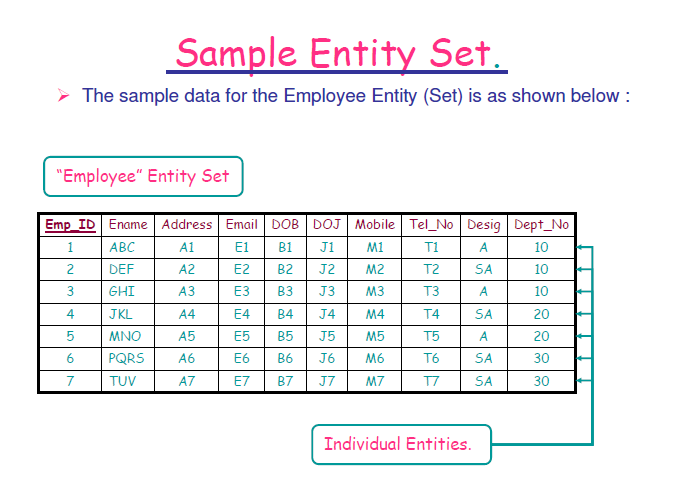 Sample Entity Set.
The sample data for the Employee Entity (Set) is as shown below :
“Employee” Entity Set
Emp_ID Ename Address Email DOB DOJ Mobile Tel_No Desig Dept_No
1 ABC A1 E1 B1 J1 M1 T1 A 10
2 DEF A2 E2 B2 J2 M2 T2 SA 10
3 GHI A3 E3 B3 J3 M3 T3 A 10
4 JKL A4 E4 B4 J4 M4 T4 SA 20
5 MNO A5 E5 B5 J5 M5 T5 A 20
6 PQRS A6 E6 B6 J6 M6 T6 SA 30
7 TUV A7 E7 B7 J7 M7 T7 SA 30
Individual Entities.